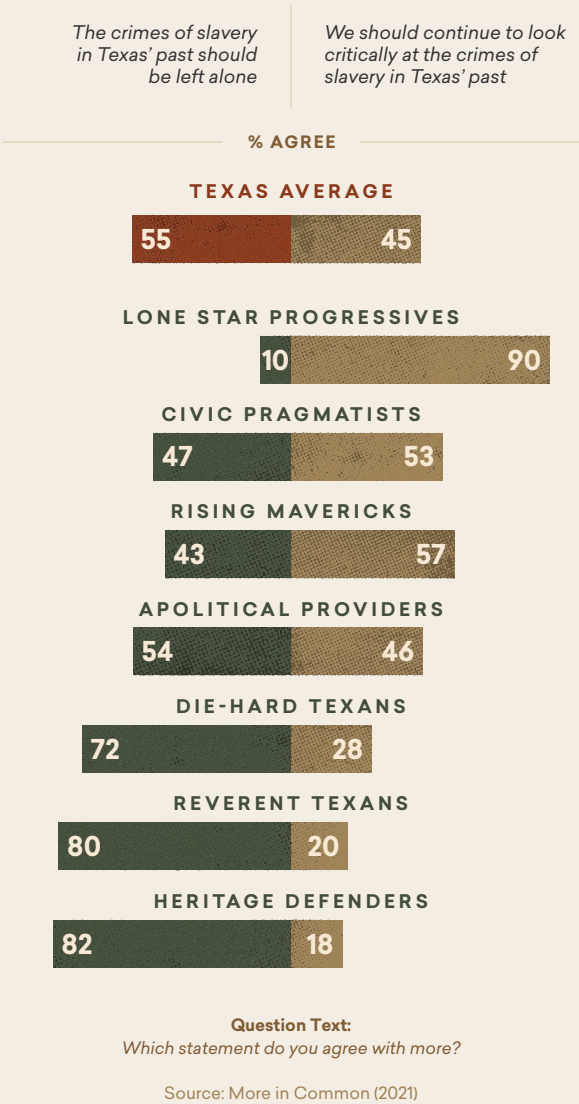 The crimes of slavery
in Texas’ past should
be left alone
We should continue to look
critically at the crimes of
slavery in Texas’ past
% AGREE
TEXAS AVERAGE
55 45
LONE STAR PROGRESSIVES
10 90
CIVIC PRAGMATISTS
47 53
RISING MAVERICKS
43 57
APOLITICAL PROVIDERS
54 46
DIE-HARD TEXANS
72 28
REVERENT TEXANS
80 20
HERITAGE DEFENDERS
82 18
Question Text:
Which statement do you agree with more?
Source: More in Common (2021)